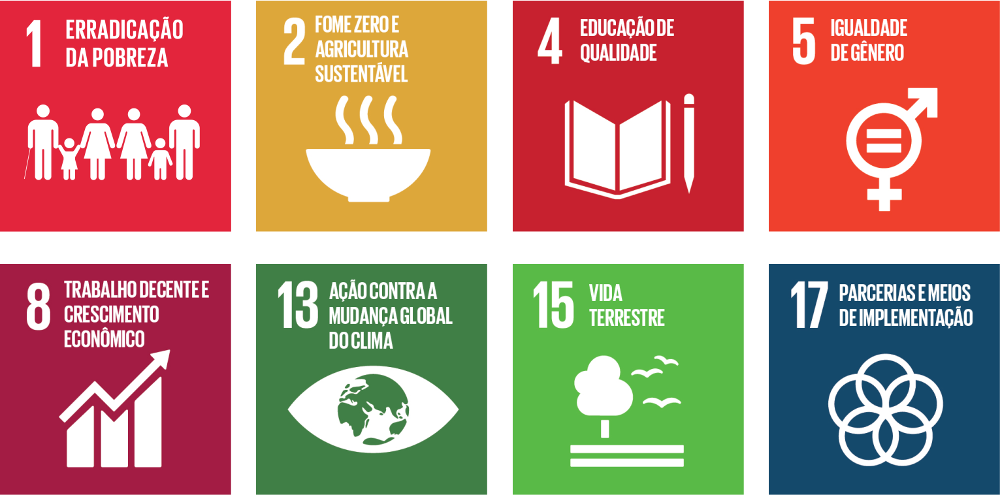 1
ERRADICAÇÃO
DA POBREZA
2
FOME ZERO E
AGRICULTURA
SUSTENTÁVEL
4
EDUCAÇÃO DE
QUALIDADE
5
IGUALDADE
DE GÊNERO
8
TRABALHO DECENTE E
CRESCIMENTO
ECONÔMICO
13
AÇÃO CONTRA A
MUDANÇA GLOBAL
DO CLIMA
15
VIDA
TERRESTRE
17
PARCERIAS E MEIOS
DE IMPLEMENTAÇÃO